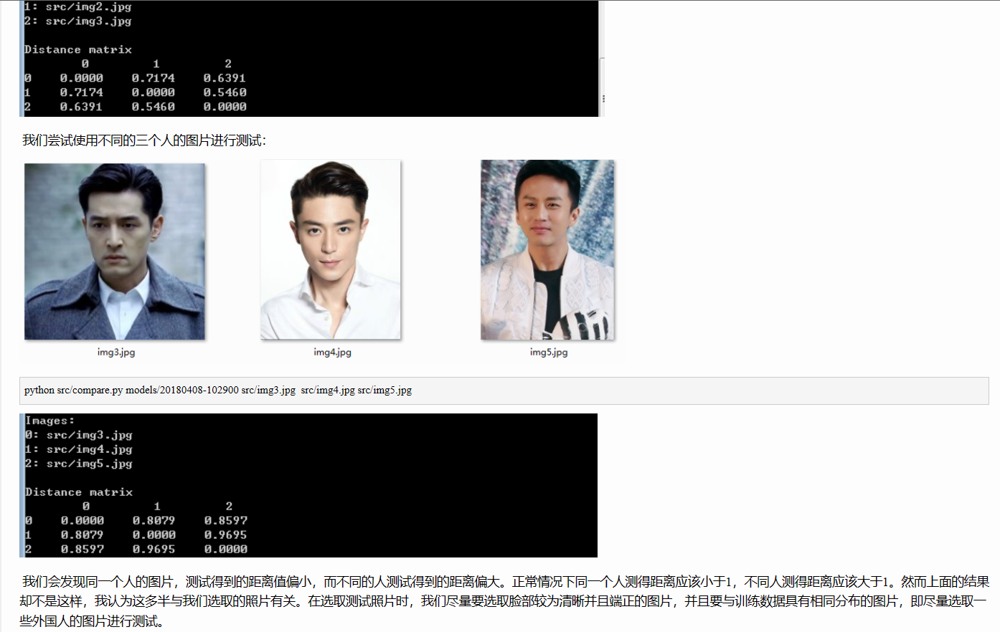 1: src/img2.jpg
2: src/img3.jpg
Distance matrix
0 1 2
0 0.0000 0.7174 0.6391
1 0.7174 0.0000 0.5460
2 0.6391 0.5460 0.0000
我们尝试使用不同的三个人的图片进行测试：
img3.jpg img4.jpg img5.jpg
python src/compare.py models/20180408-102900 src/img3.jpg  src/img4.jpg src/img5.jpg
Images:
0: src/img3.jpg
1: src/img4.jpg
2: src/img5.jpg
Distance matrix
0 1 2
0 0.0000 0.8079 0.8597
1 0.8079 0.0000 0.9695
2 0.8597 0.9695 0.0000
我们会发现同一个人的图片，测试得到的距离值偏小，而不同的人测试得到的距离偏大。正常情况下同一个人测得距离应该小于1，不同人测得距离应该大于1。然而上面的结果
却不是这样，我认为这多半与我们选取的照片有关。在选取测试照片时，我们尽量要选取脸部较为清晰并且端正的图片，并且要与训练数据具有相同分布的图片，即尽量选取一
些外国人的图片进行测试。